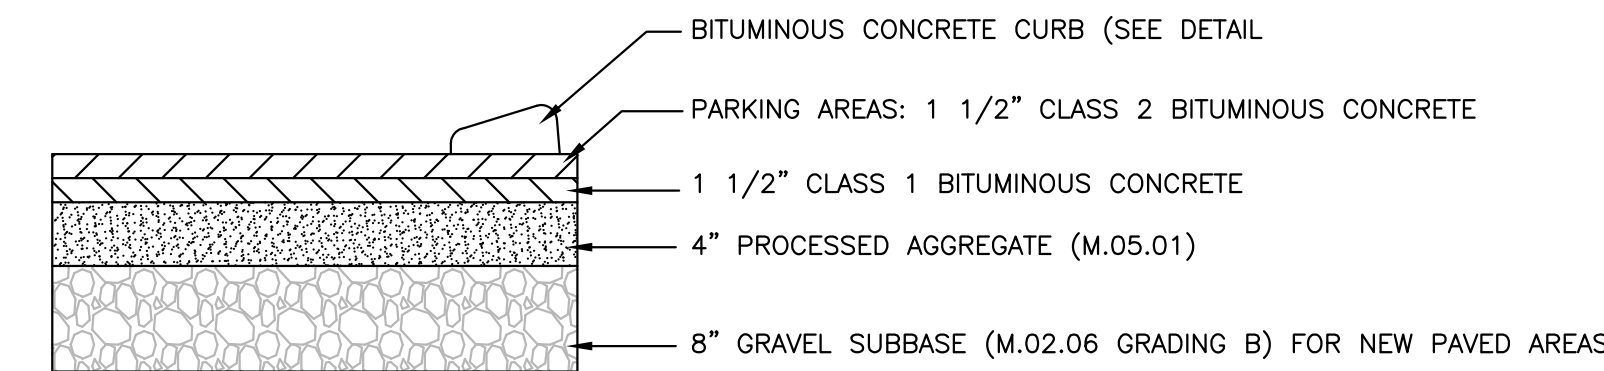 BITUMINOUS CONCRETE CURB (SEE DETAIL
PARKING AREAS: 1 1/2” CLASS 2 BITUMINOUS CONCRETE
1 1/2” CLASS 1 BITUMINOUS CONCRETE
4” PROCESSED AGGREGATE (M.05.01)
8” GRAVEL SUBBASE (M.02.06 GRADING B) FOR NEW PAVED AREAS